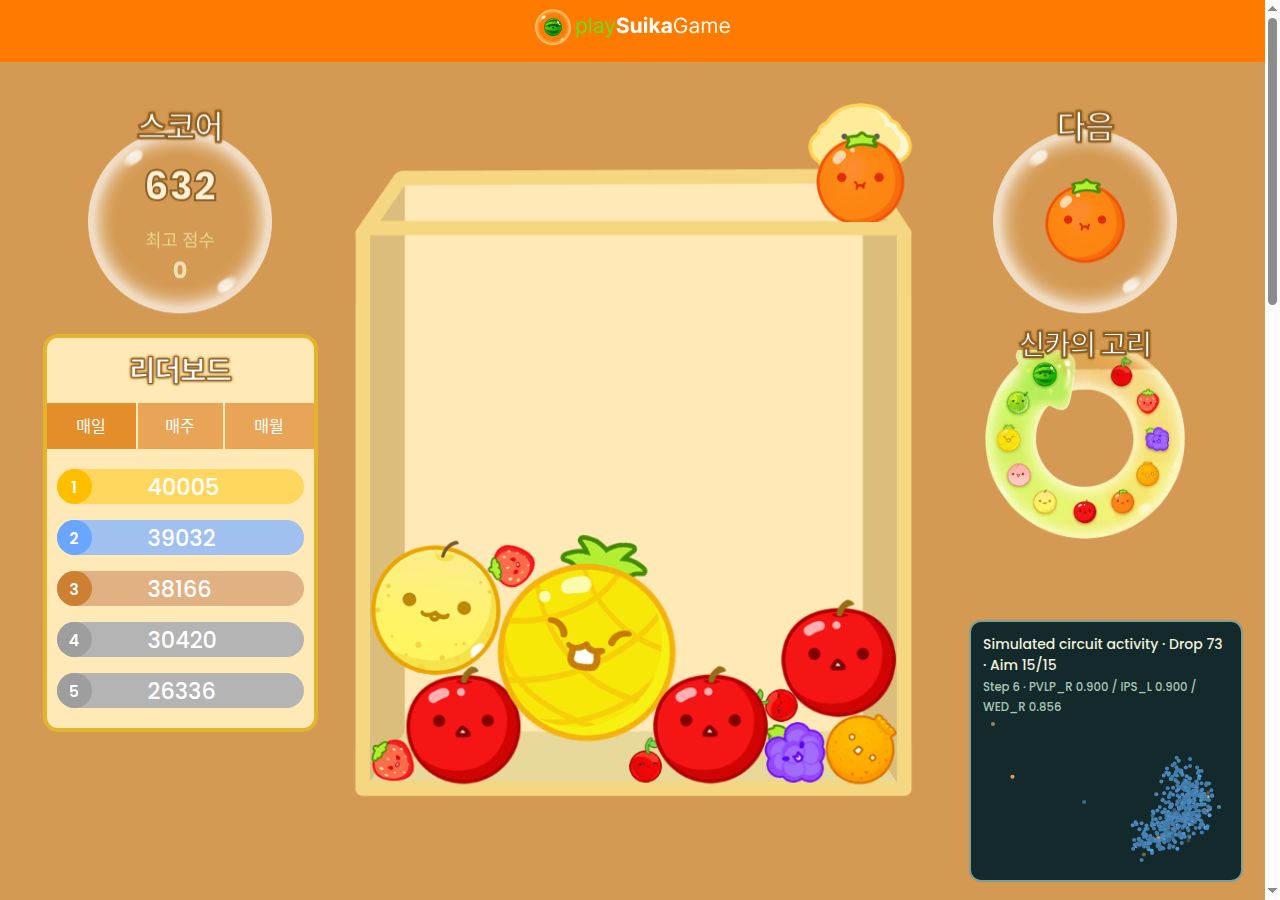 playSuikaGame
스코어
632
최고 점수
0
다음
신카의 고리
리더보드
매일 매주 매월
1 40005
2 39032
3 38166
4 30420
5 26336
Simulated circuit activity · Drop 73
· Aim 15/15
Step 6 · PVLP_R 0.900 / IPS_L 0.900 /
WED_R 0.856